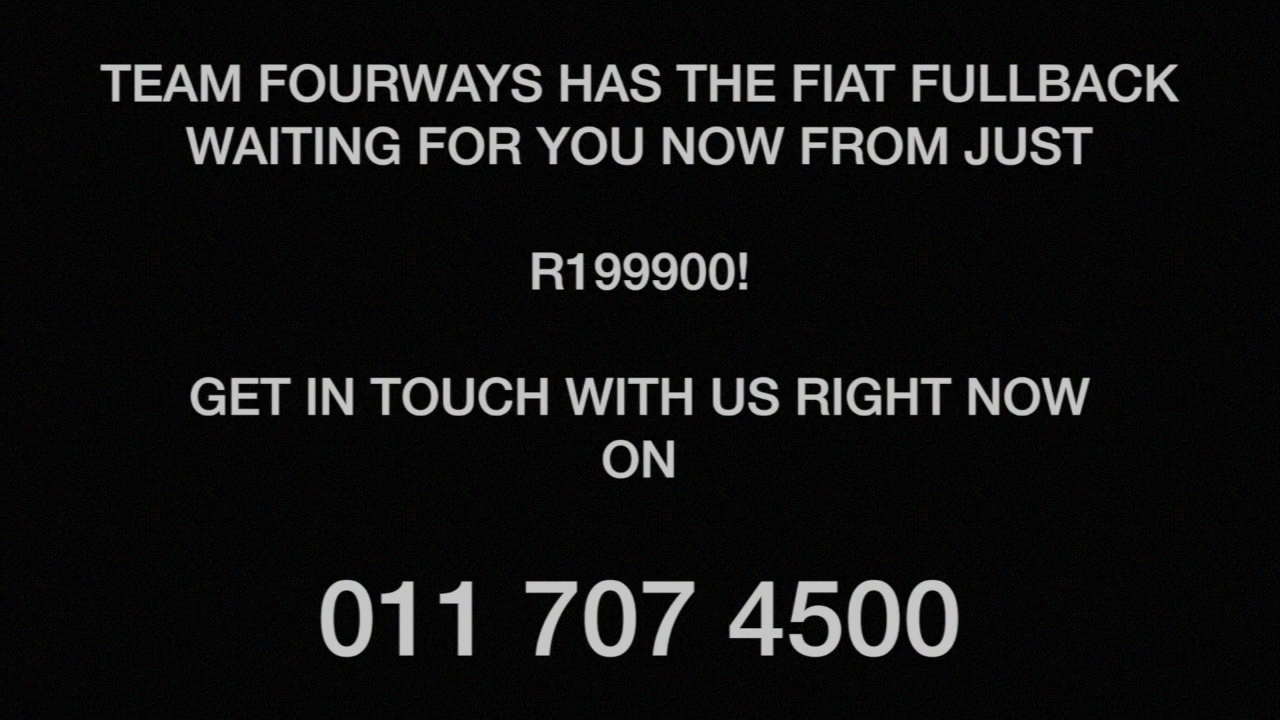 TEAM FOURWAYS HAS THE FIAT FULLBACK
WAITING FOR YOU NOW FROM JUST
R199900!
GET IN TOUCH WITH US RIGHT NOW
ON
011 707 4500